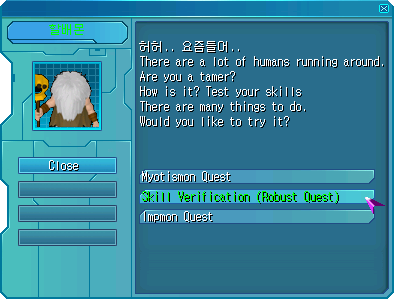 허허.. 요즘들어..
There are a lot of humans running around.
Are you a tamer?
How is it? Test your skills
There are many things to do.
Would you like to try it?
Close
Myotismon Quest
Skill Verification (Robust Quest)
Impmon Quest